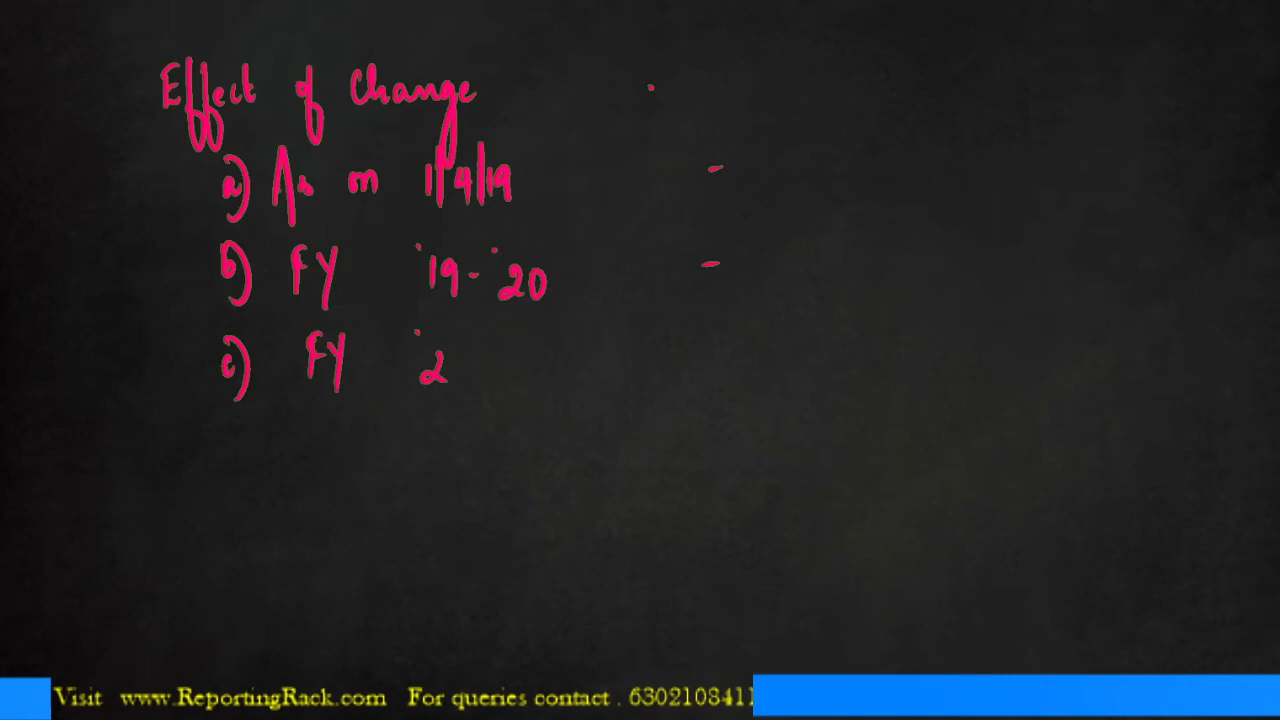 Effect of Change
a) As on 1/4/19 -
b) FY '19-'20 -
c) FY '2
Visit www.ReportingRack.com For queries contact . 6302108411